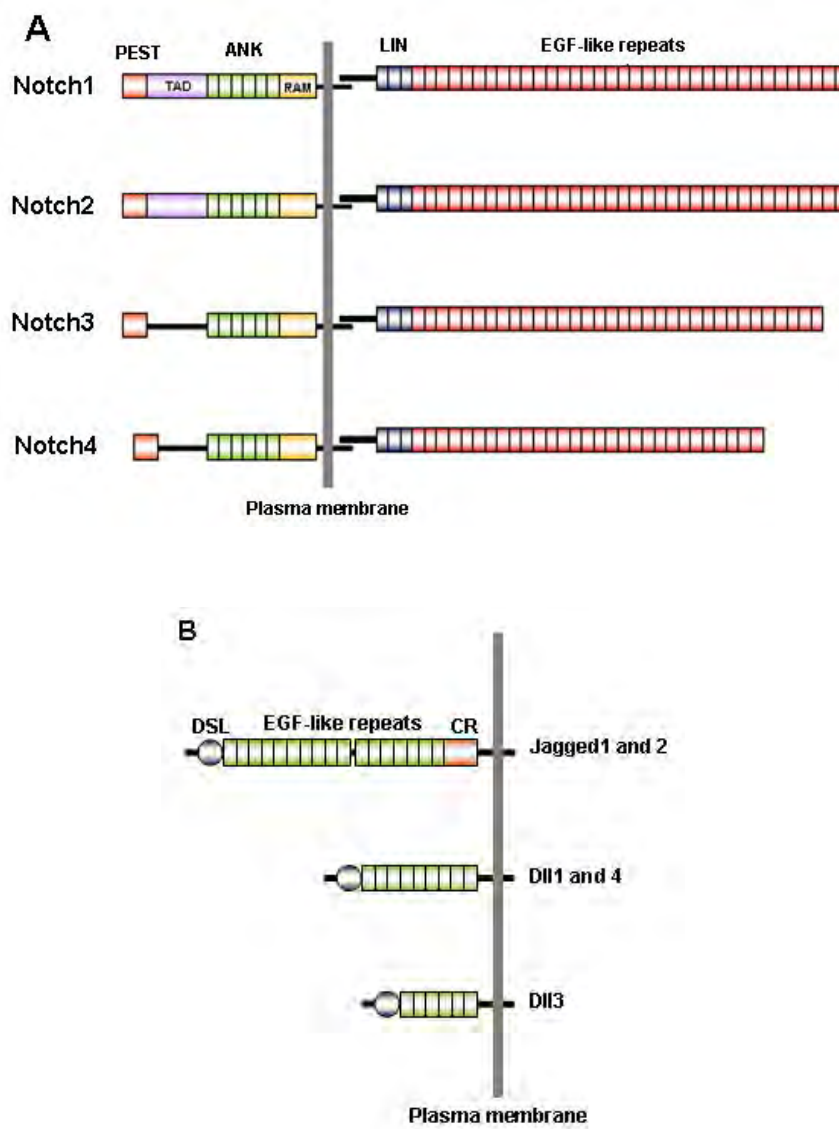 A
PEST ANK LIN EGF-like repeats
Notch1 TAD RAM
Notch2
Notch3
Notch4
Plasma membrane
B
DSL EGF-like repeats CR
Jagged1 and 2
Dll1 and 4
Dll3
Plasma membrane